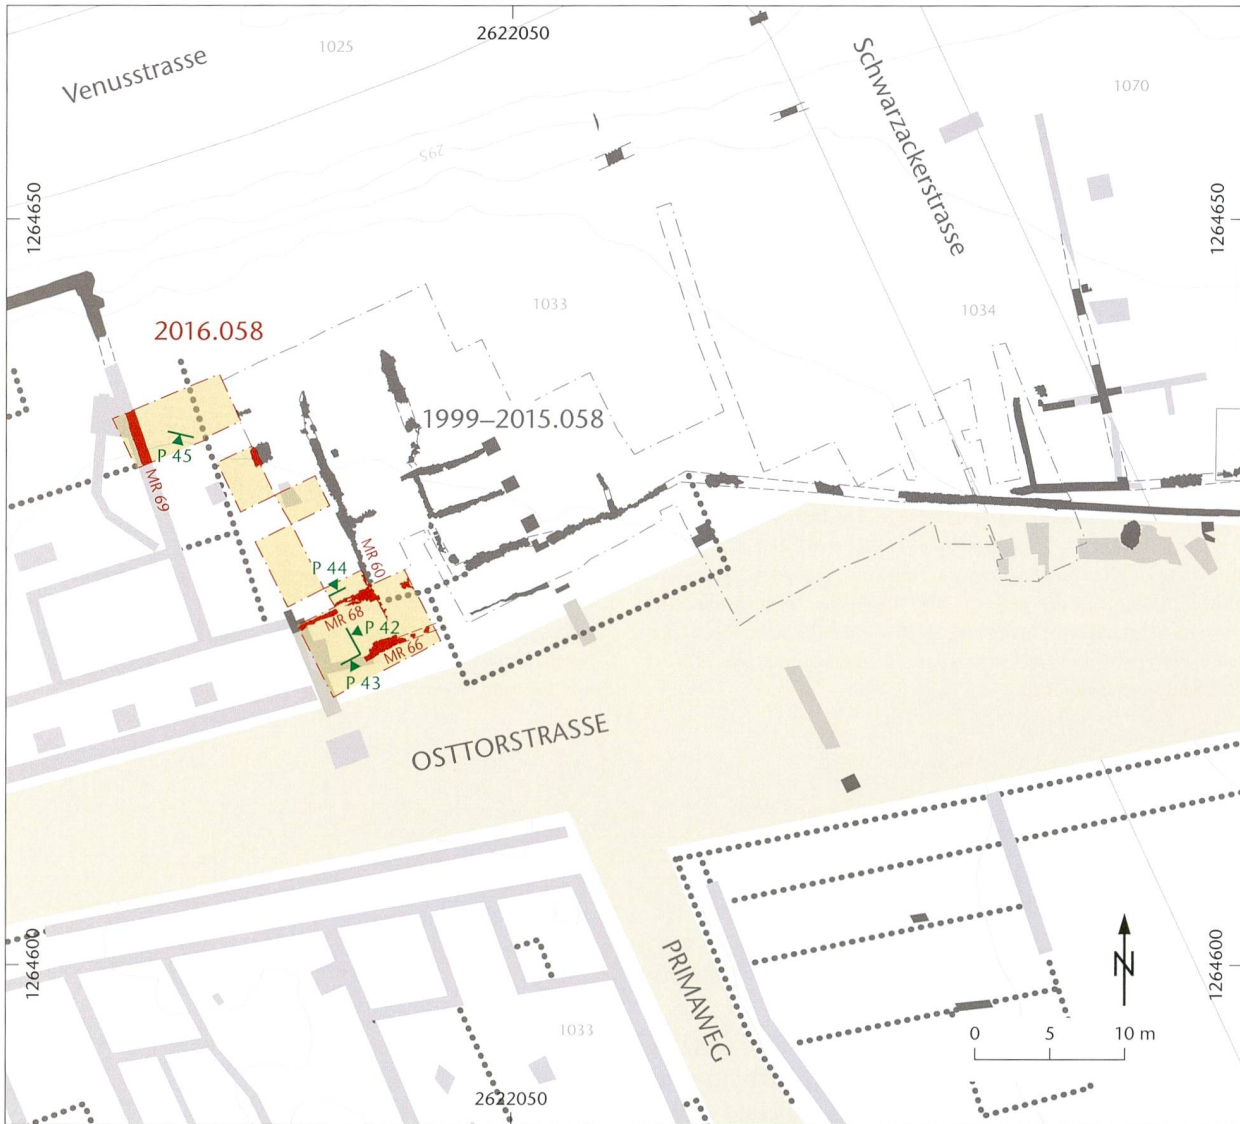 2622050
1025
Venusstrasse
Schwarzackerstrasse
1070
295
1264650
1264650
1033
1034
2016.058
1999–2015.058
P 45
MR 69
MR 60
P 44
MR 68
P 42
MR 66
P 43
OSTTORSTRASSE
PRIMAWEG
1264600
1264600
N
1033
0 5 10 m
2622050